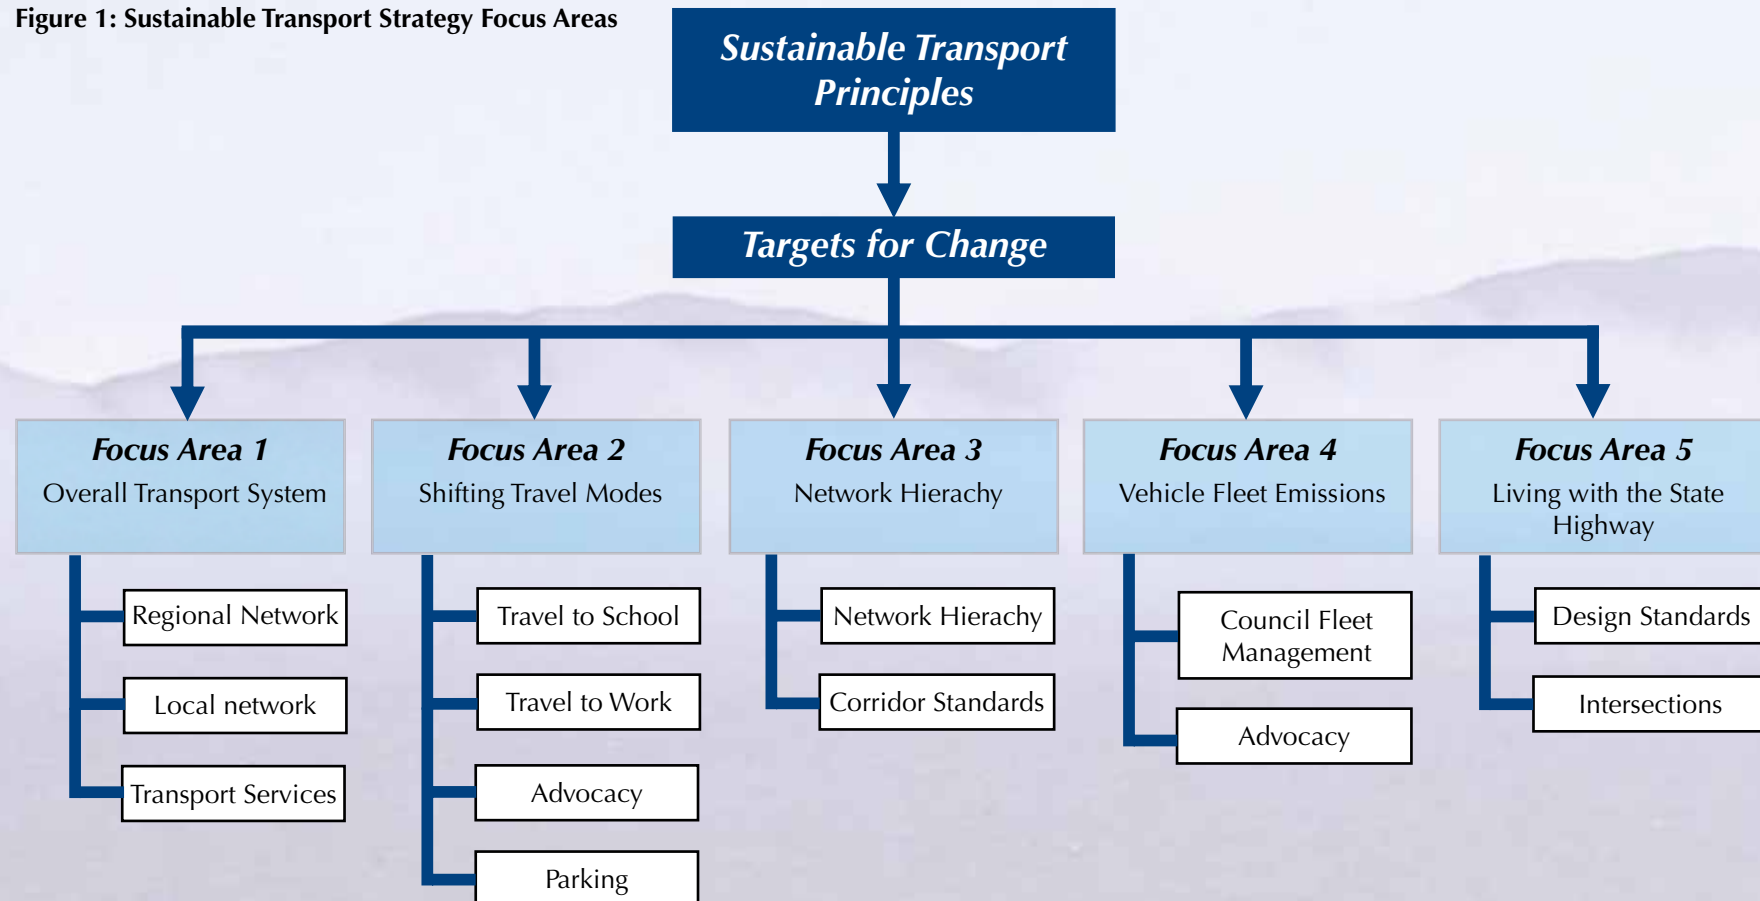 Figure 1: Sustainable Transport Strategy Focus Areas
Sustainable Transport
Principles
Targets for Change
Focus Area 1
Overall Transport System
Regional Network
Local network
Transport Services
Focus Area 2
Shifting Travel Modes
Travel to School
Travel to Work
Advocacy
Parking
Focus Area 3
Network Hierachy
Network Hierachy
Corridor Standards
Focus Area 4
Vehicle Fleet Emissions
Council Fleet
Management
Advocacy
Focus Area 5
Living with the State
Highway
Design Standards
Intersections